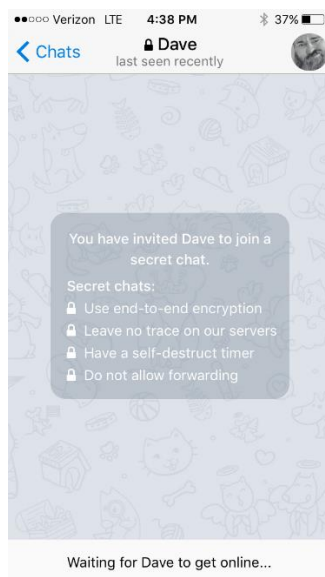 Verizon LTE 4:38 PM 37%
Chats Dave
last seen recently
You have invited Dave to join a
secret chat.
Secret chats:
Use end-to-end encryption
Leave no trace on our servers
Have a self-destruct timer
Do not allow forwarding
Waiting for Dave to get online...